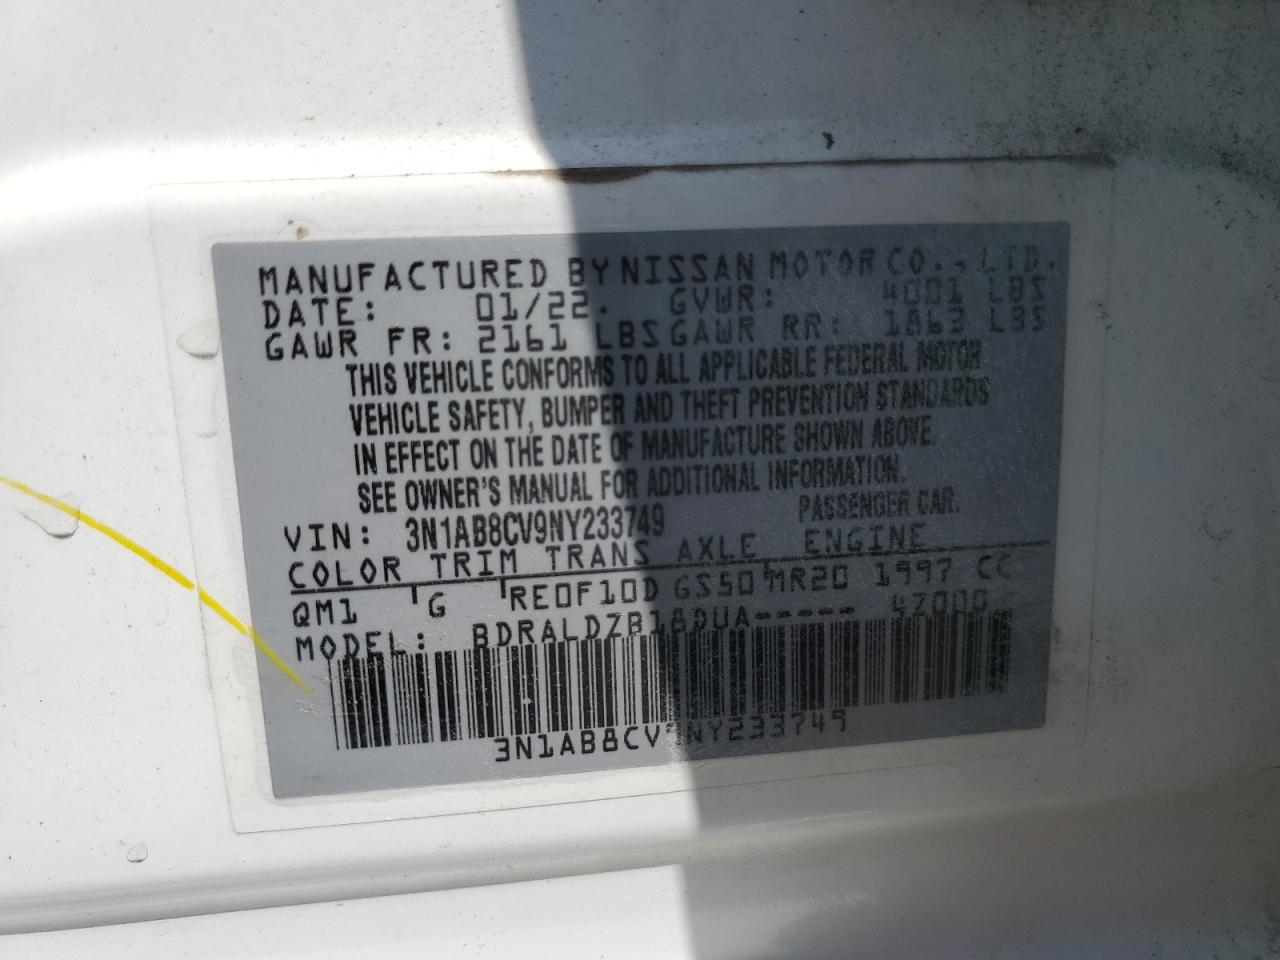 MANUFACTURED BY NISSAN MOTOR CO., LTD.
DATE: 01/22. GVWR: 4001 LBS
GAWR FR: 2161 LBS GAWR RR: 1863 LBS
THIS VEHICLE CONFORMS TO ALL APPLICABLE FEDERAL MOTOR
VEHICLE SAFETY, BUMPER AND THEFT PREVENTION STANDARDS
IN EFFECT ON THE DATE OF MANUFACTURE SHOWN ABOVE.
SEE OWNER'S MANUAL FOR ADDITIONAL INFORMATION.
VIN: 3N1AB8CV9NY233749 PASSENGER CAR.
COLOR TRIM TRANS AXLE ENGINE
QM1 G RE0F10D GS50 MR20 1997 CC
MODEL: BDRALDZB18DUA-----
3N1AB8CV9NY233749